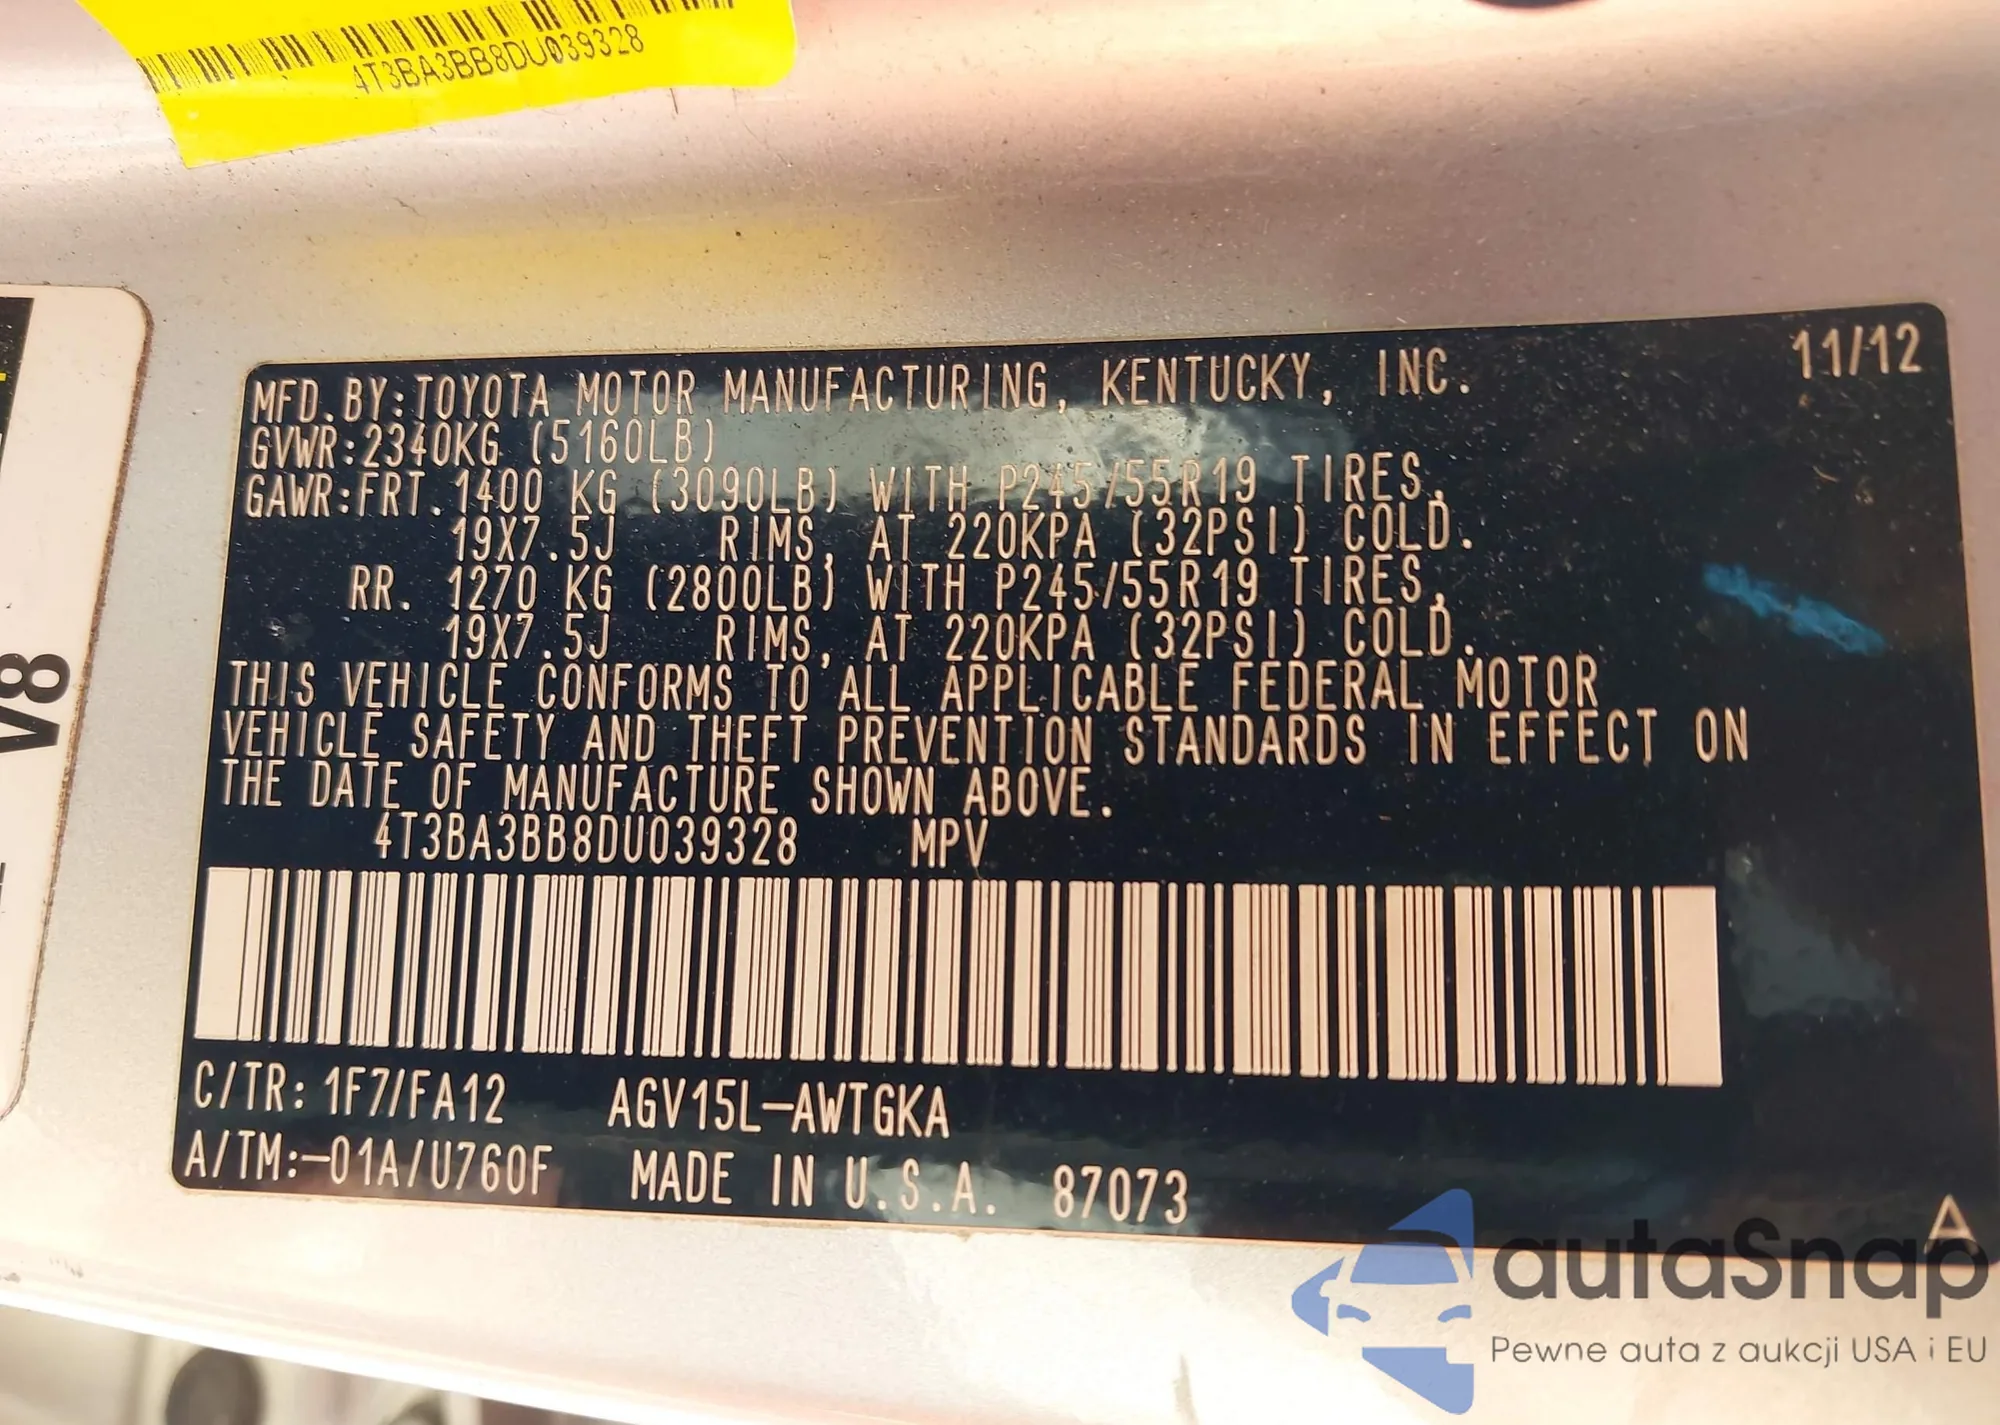 4T3BA3BB8DU039328
11/12
MFD.BY:TOYOTA MOTOR MANUFACTURING, KENTUCKY, INC.
GVWR:2340KG (5160LB)
GAWR:FRT. 1400 KG (3090LB) WITH P245/55R19 TIRES,
19X7.5J RIMS, AT 220KPA (32PSI) COLD.
RR. 1270 KG (2800LB) WITH P245/55R19 TIRES,
19X7.5J RIMS, AT 220KPA (32PSI) COLD.
THIS VEHICLE CONFORMS TO ALL APPLICABLE FEDERAL MOTOR
VEHICLE SAFETY AND THEFT PREVENTION STANDARDS IN EFFECT ON
THE DATE OF MANUFACTURE SHOWN ABOVE.
4T3BA3BB8DU039328 MPV
C/TR: 1F7/FA12 AGV15L-AWTGKA
A/TM:-01A/U760F MADE IN U.S.A. 87073
A
V8
autaSnap
Pewne auta z aukcji USA i EU